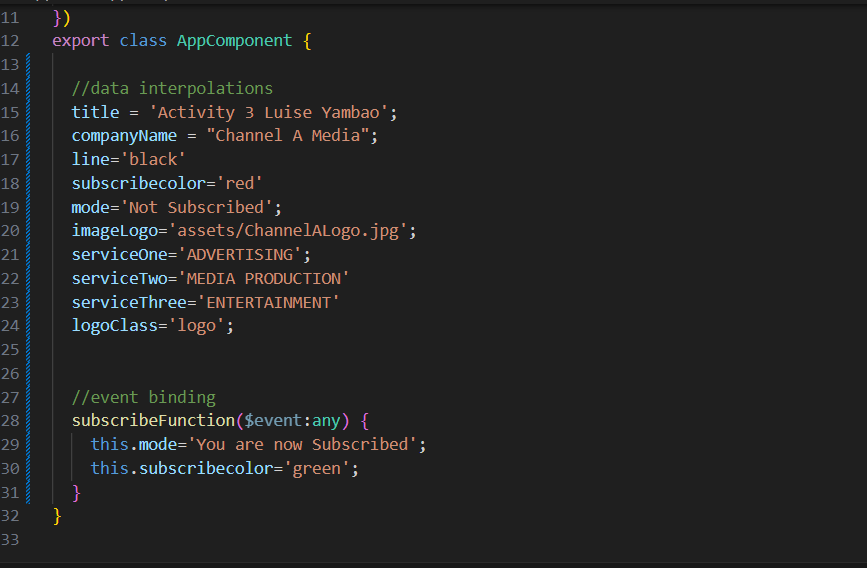 11 })
12 export class AppComponent {
13
14 //data interpolations
15 title = 'Activity 3 Luise Yambao';
16 companyName = "Channel A Media";
17 line='black'
18 subscribecolor='red'
19 mode='Not Subscribed';
20 imageLogo='assets/ChannelALogo.jpg';
21 serviceOne='ADVERTISING';
22 serviceTwo='MEDIA PRODUCTION'
23 serviceThree='ENTERTAINMENT'
24 logoClass='logo';
25
26
27 //event binding
28 subscribeFunction($event:any) {
29 this.mode='You are now Subscribed';
30 this.subscribecolor='green';
31 }
32 }
33